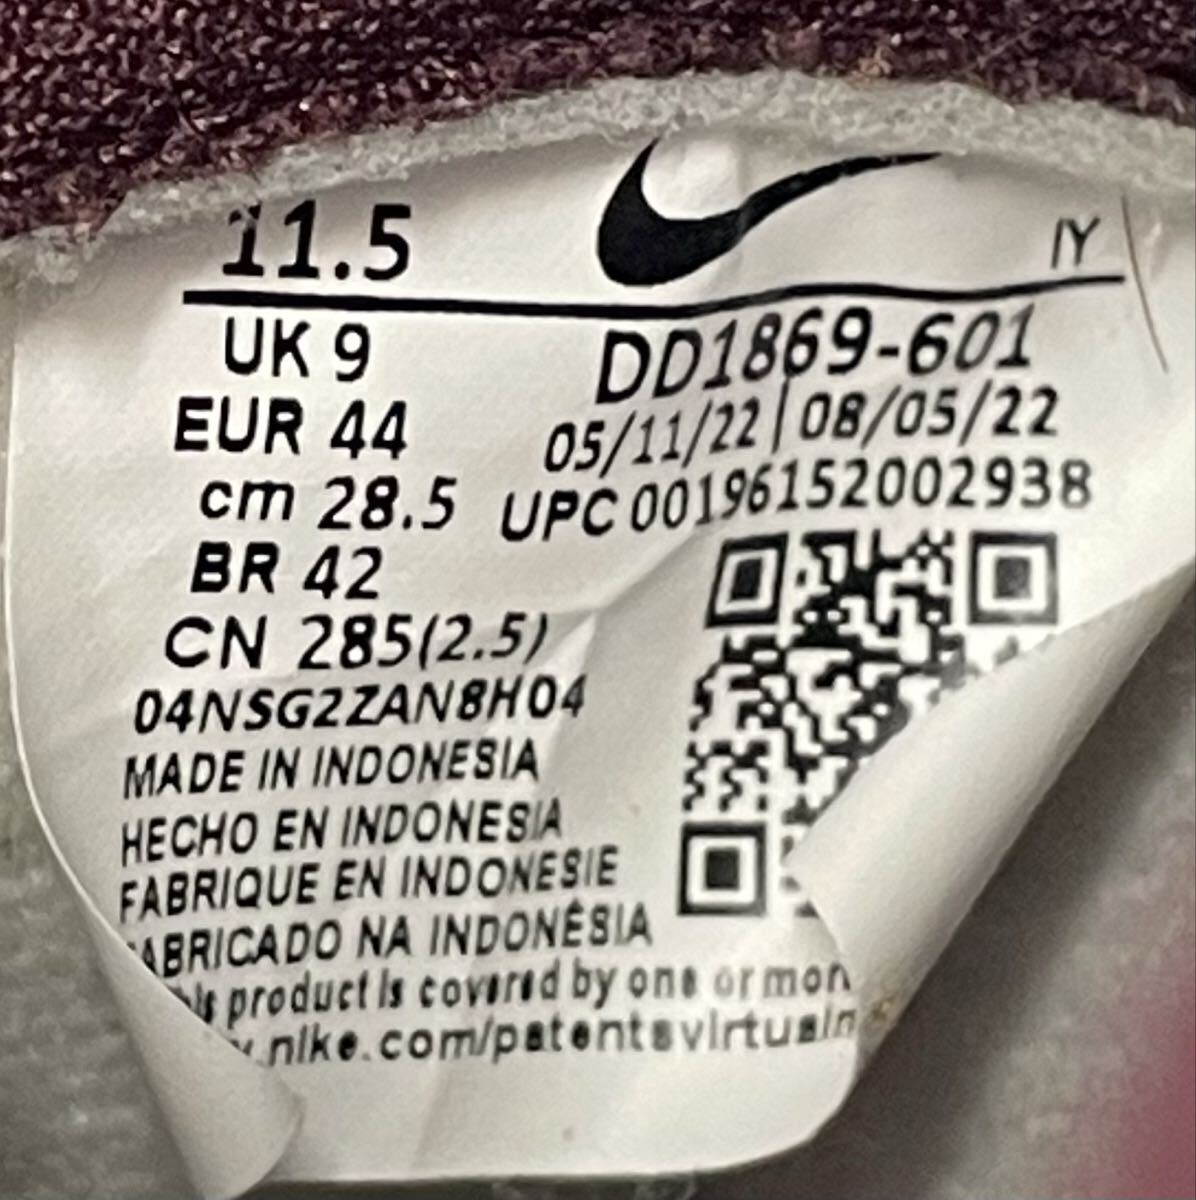 11.5
IY
UK 9
DD1869-601
EUR 44
05/11/22 | 08/05/22
cm 28.5
UPC 00196152002938
BR 42
CN 285(2.5)
04NSG2ZAN8H04
MADE IN INDONESIA
HECHO EN INDONESIA
FABRIQUE EN INDONESIE
ABRICADO NA INDONÉSIA
product is covered by one or mor
.nike.com/patentsvirtualm